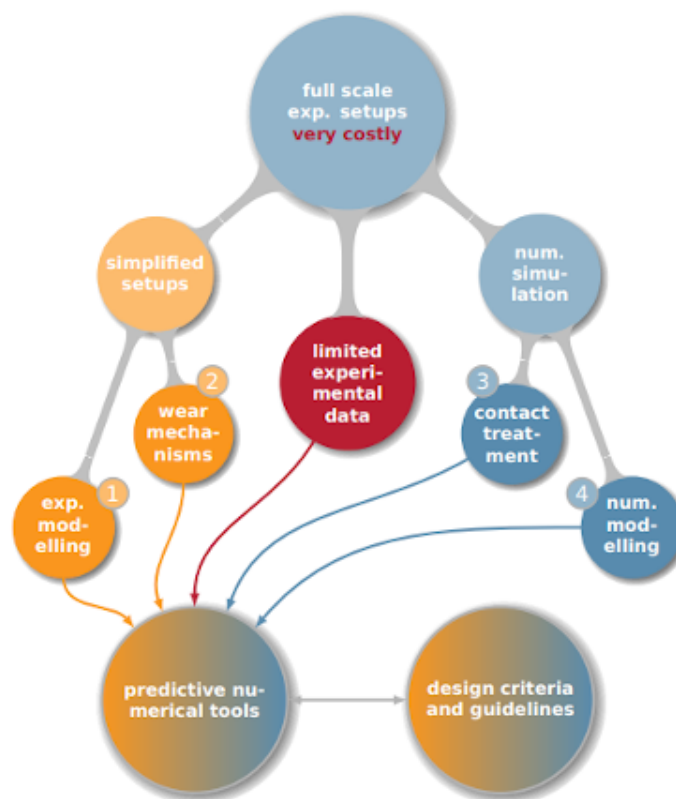 full scale
exp. setups
very costly
simplified
setups
num.
simu-
lation
limited
experi-
mental
data
2
wear
mecha-
nisms
3
contact
treat-
ment
1
exp.
mod-
elling
4
num.
mod-
elling
predictive nu-
merical tools
design criteria
and guidelines